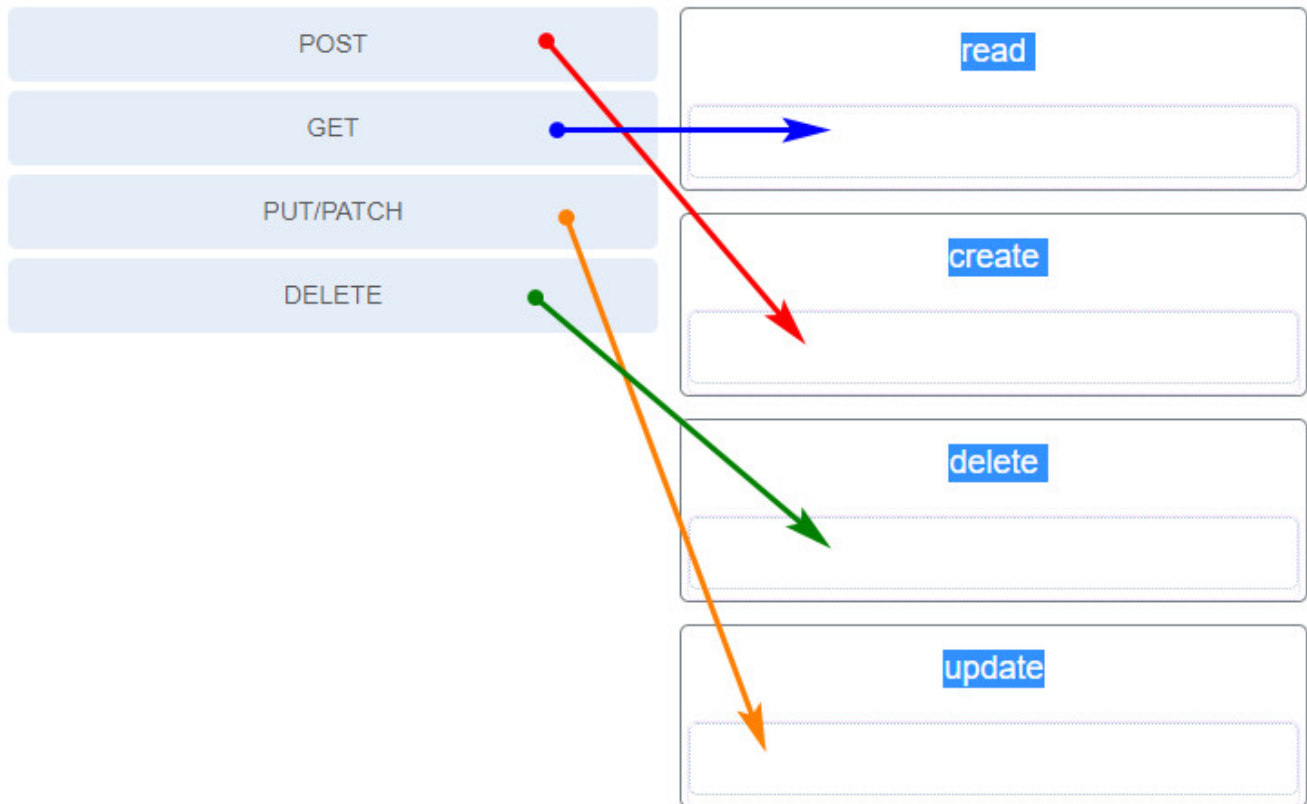 POST
GET
PUT/PATCH
DELETE
read
create
delete
update